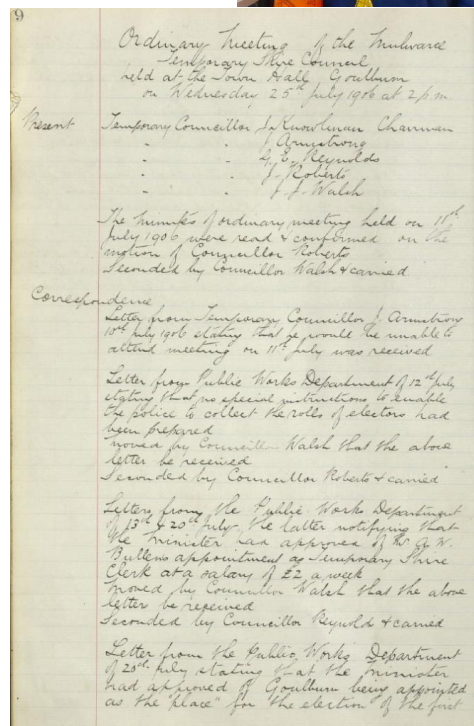 9
Ordinary Meeting of the Mulwaree
Temporary Shire Council
held at the Town Hall, Goulburn
on Wednesday 25th July 1906 at 2 p m
Present Temporary Councillor J. Knowlman Chairman
" " J Armstrong
" " G. E. Reynolds
" " J. Roberts
" " J. J. Walsh
The minutes of ordinary meeting held on 11th
July 1906 were read & confirmed on the
motion of Councillor Roberts
Seconded by Councillor Walsh & carried
Correspondence
Letter from Temporary Councillor J. Armstrong
10th July 1906 stating that he would be unable to
attend meeting on 11th July was received
Letter from Public Works Department of 12th July
stating that no special instructions to enable
the police to collect the rolls of electors had
been prepared
moved by Councillor Walsh that the above
letter be received
Seconded by Councillor Roberts & carried
Letters from the Public Works Department
of 13th & 20th July, the latter notifying that
the Minister had approved of Mr A. W.
Bullens appointment as Temporary Shire
Clerk at a salary of £2 a week
moved by Councillor Walsh that the above
letter be received
Seconded by Councillor Reynold & carried
Letter from the Public Works Department
of 20th July stating that the minister
had approved of Goulburn being appointed
as the "place" for the election of the first